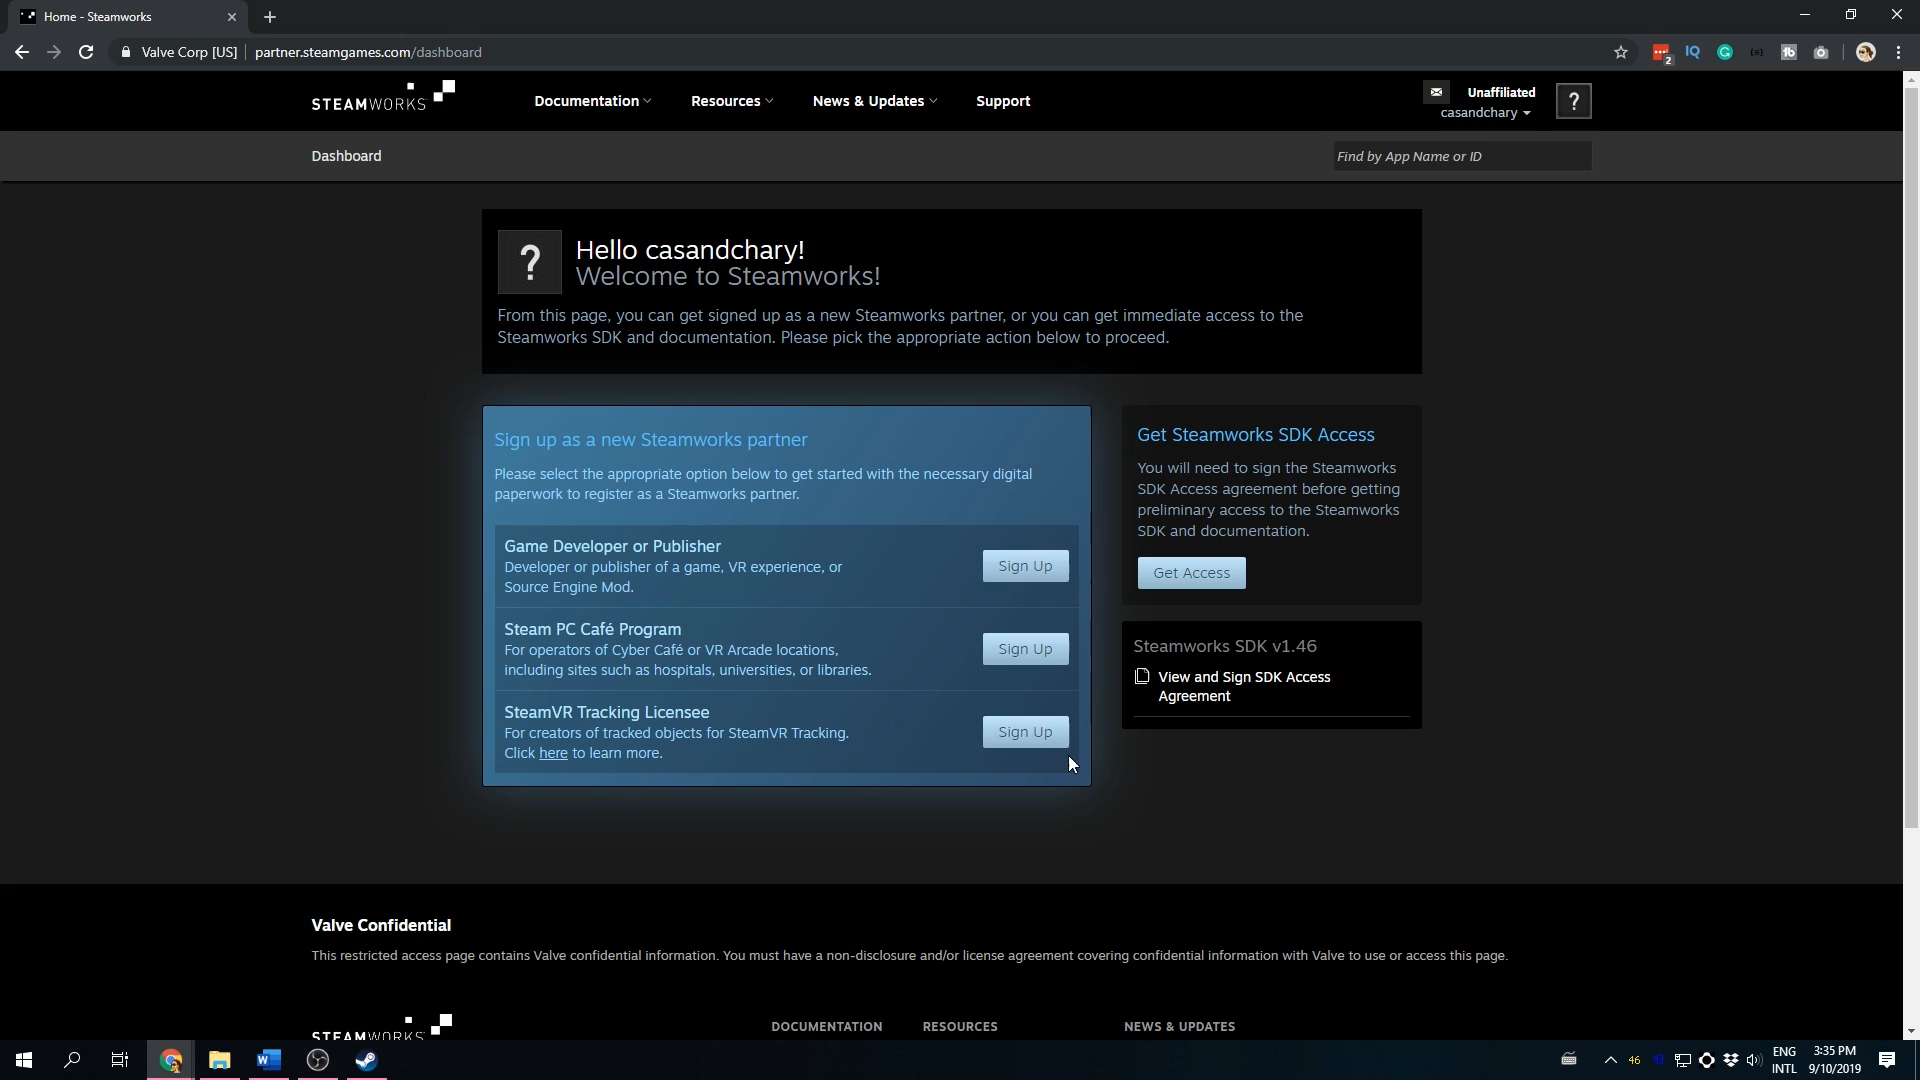 Home - Steamworks
Valve Corp [US] partner.steamgames.com/dashboard
2
STEAMWORKS
Documentation Resources News & Updates Support
Unaffiliated
casandchary
?
Dashboard
Find by App Name or ID
?
Hello casandchary!
Welcome to Steamworks!
From this page, you can get signed up as a new Steamworks partner, or you can get immediate access to the
Steamworks SDK and documentation. Please pick the appropriate action below to proceed.
Sign up as a new Steamworks partner
Please select the appropriate option below to get started with the necessary digital
paperwork to register as a Steamworks partner.
Game Developer or Publisher
Developer or publisher of a game, VR experience, or
Source Engine Mod.
Sign Up
Steam PC Café Program
For operators of Cyber Café or VR Arcade locations,
including sites such as hospitals, universities, or libraries.
Sign Up
SteamVR Tracking Licensee
For creators of tracked objects for SteamVR Tracking.
Click here to learn more.
Sign Up
Get Steamworks SDK Access
You will need to sign the Steamworks
SDK Access agreement before getting
preliminary access to the Steamworks
SDK and documentation.
Get Access
Steamworks SDK v1.46
View and Sign SDK Access
Agreement
Valve Confidential
This restricted access page contains Valve confidential information. You must have a non-disclosure and/or license agreement covering confidential information with Valve to use or access this page.
STEAMWORKS
DOCUMENTATION RESOURCES NEWS & UPDATES
46
ENG
INTL
3:35 PM
9/10/2019